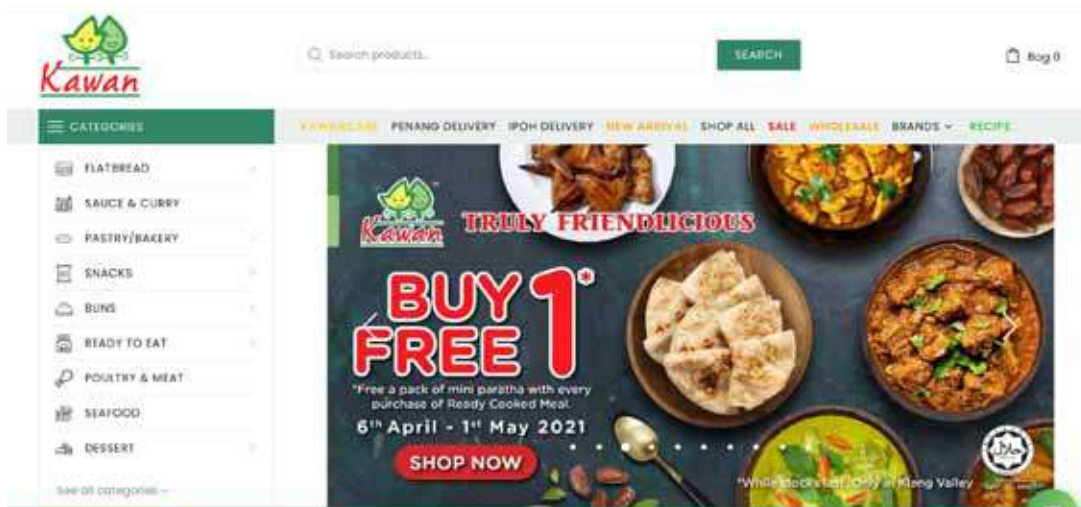 Kawan
Search products...
SEARCH
Bag 0
CATEGORIES
KAWANCARE PENANG DELIVERY IPOH DELIVERY NEW ARRIVAL SHOP ALL SALE WHOLESALE BRANDS RECIPE
FLATBREAD
SAUCE & CURRY
PASTRY/BAKERY
SNACKS
BUNS
READY TO EAT
POULTRY & MEAT
SEAFOOD
DESSERT
See all categories
Kawan
TRULY FRIENDLICIOUS
BUY 1*
FREE
*Free a pack of mini paratha with every
purchase of Ready Cooked Meal.
6th April - 1st May 2021
SHOP NOW
*While stocks last. Only in Klang Valley